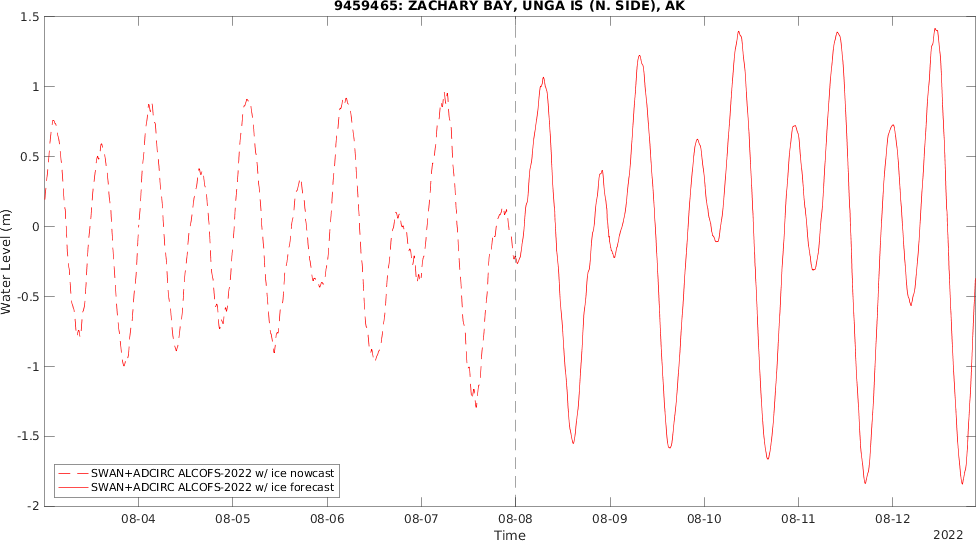 9459465: ZACHARY BAY, UNGA IS (N. SIDE), AK
Water Level (m)
1.5
1
0.5
0
-0.5
-1
-1.5
-2
SWAN+ADCIRC ALCOFS-2022 w/ ice nowcast
SWAN+ADCIRC ALCOFS-2022 w/ ice forecast
08-04 08-05 08-06 08-07 08-08 08-09 08-10 08-11 08-12
Time
2022